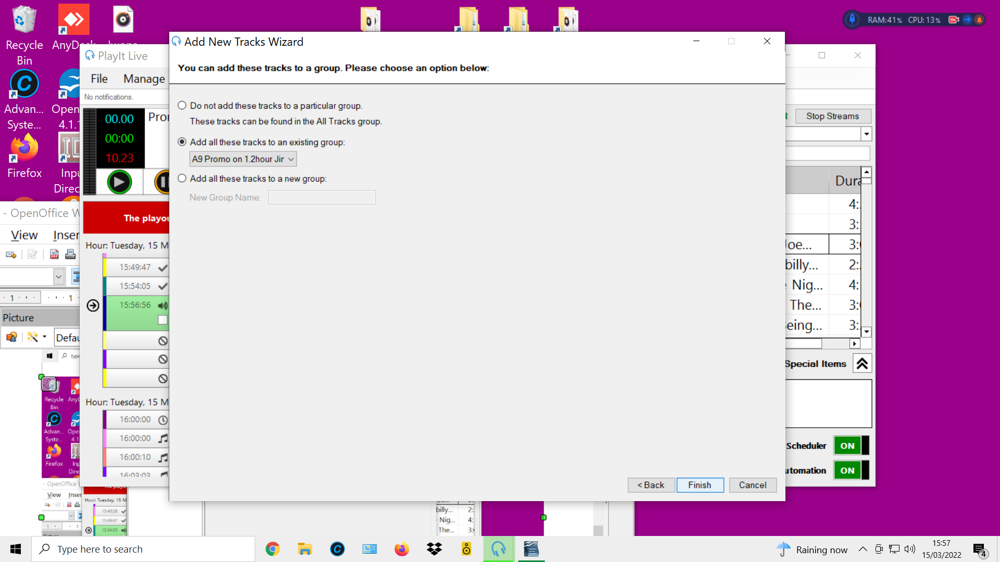 RAM:41% CPU: 13%
Recycle Bin
AnyDesk
Add New Tracks Wizard
PlayIt Live
You can add these tracks to a group. Please choose an option below:
File Manage
No notifications.
Advan... Syste...
Open
4.1.1
00.00
00:00
10.23
Do not add these tracks to a particular group.
These tracks can be found in the All Tracks group.
Stop Streams
Add all these tracks to an existing group:
A9 Promo on 1.2hour Jin
Firefox
Inpu
Direc
Add all these tracks to a new group:
New Group Name:
Dura
4:
3:
- OpenOffice W
The playou
View Inser
Hour: Tuesday, 15 M
Joe... 3:
15:49:47
billy... 2:
15:54:05
Nig... 4:
15:56:56
The... 3:
Picture
eing... 3:
Defau
Special Items
Recycle Bin
Hour: Tuesday, 15 M
16:00:00
Advan... Syste...
Open
4.1
16:00:00
Scheduler ON
16:00:10
Firefox
Inp
Direc
utomation ON
16:03:03
< Back Finish Cancel
- OpenOffice W
View Inser
Hour: Tuesday, 15 M
15:49:28
15:49:47
15:54:05
billy... 2:
Nig... 4:
The... 3:
Type here to search
Raining now
15:57
15/03/2022
4